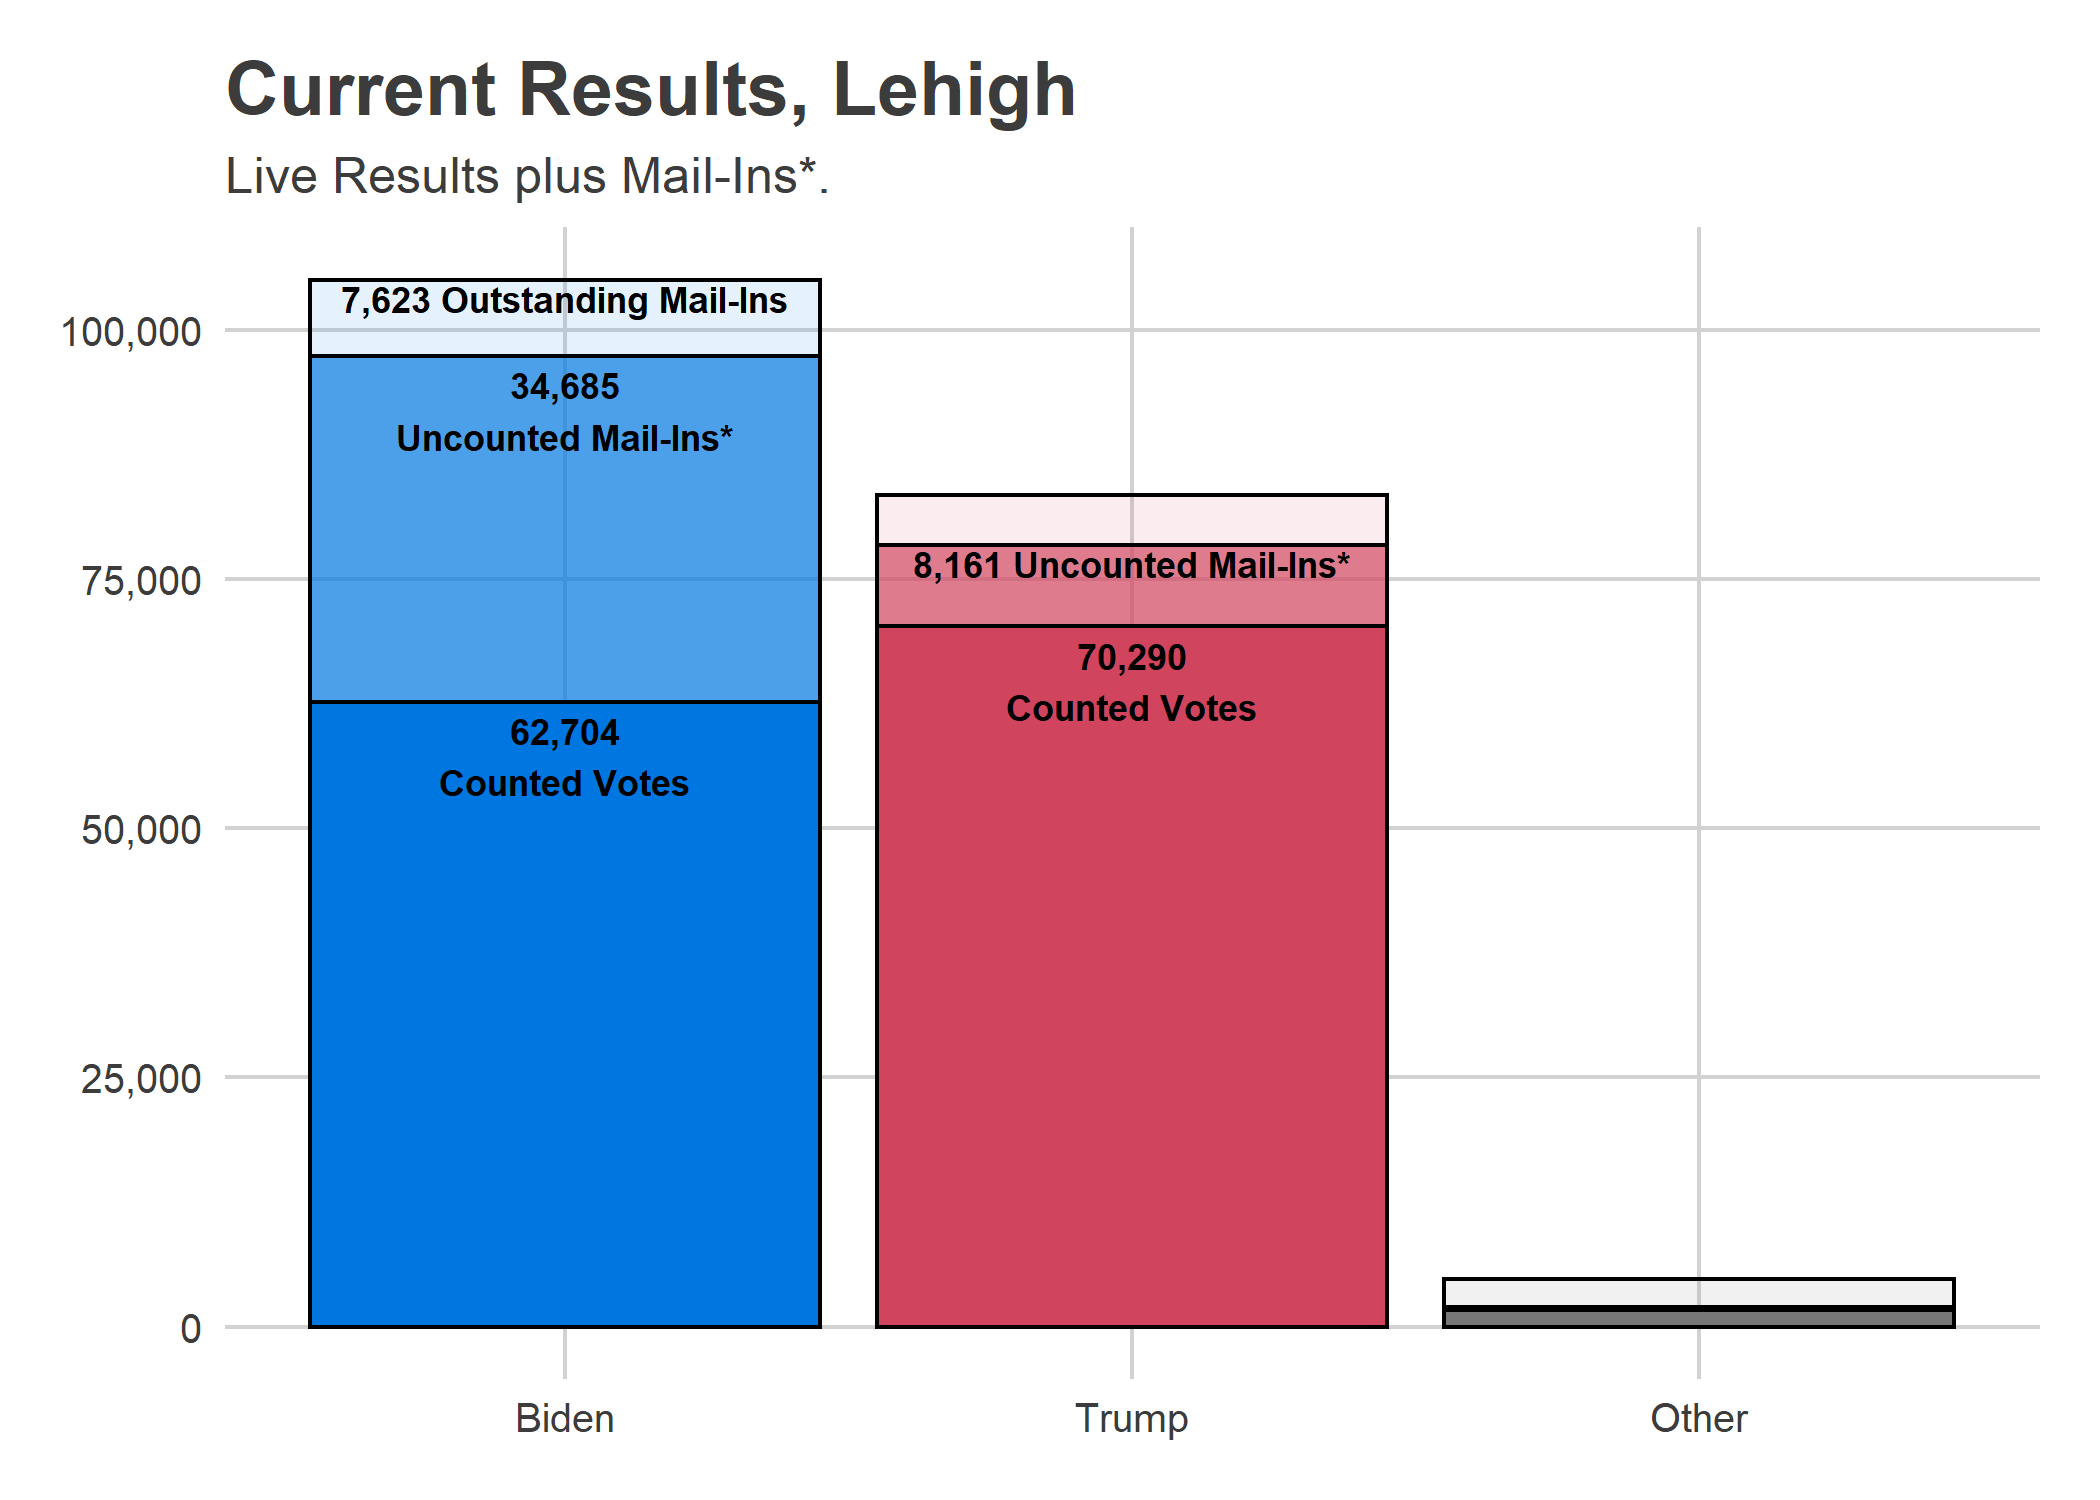 Current Results, Lehigh
Live Results plus Mail-Ins*.
100,000
75,000
50,000
25,000
0
7,623 Outstanding Mail-Ins
34,685
Uncounted Mail-Ins*
62,704
Counted Votes
8,161 Uncounted Mail-Ins*
70,290
Counted Votes
Biden
Trump
Other